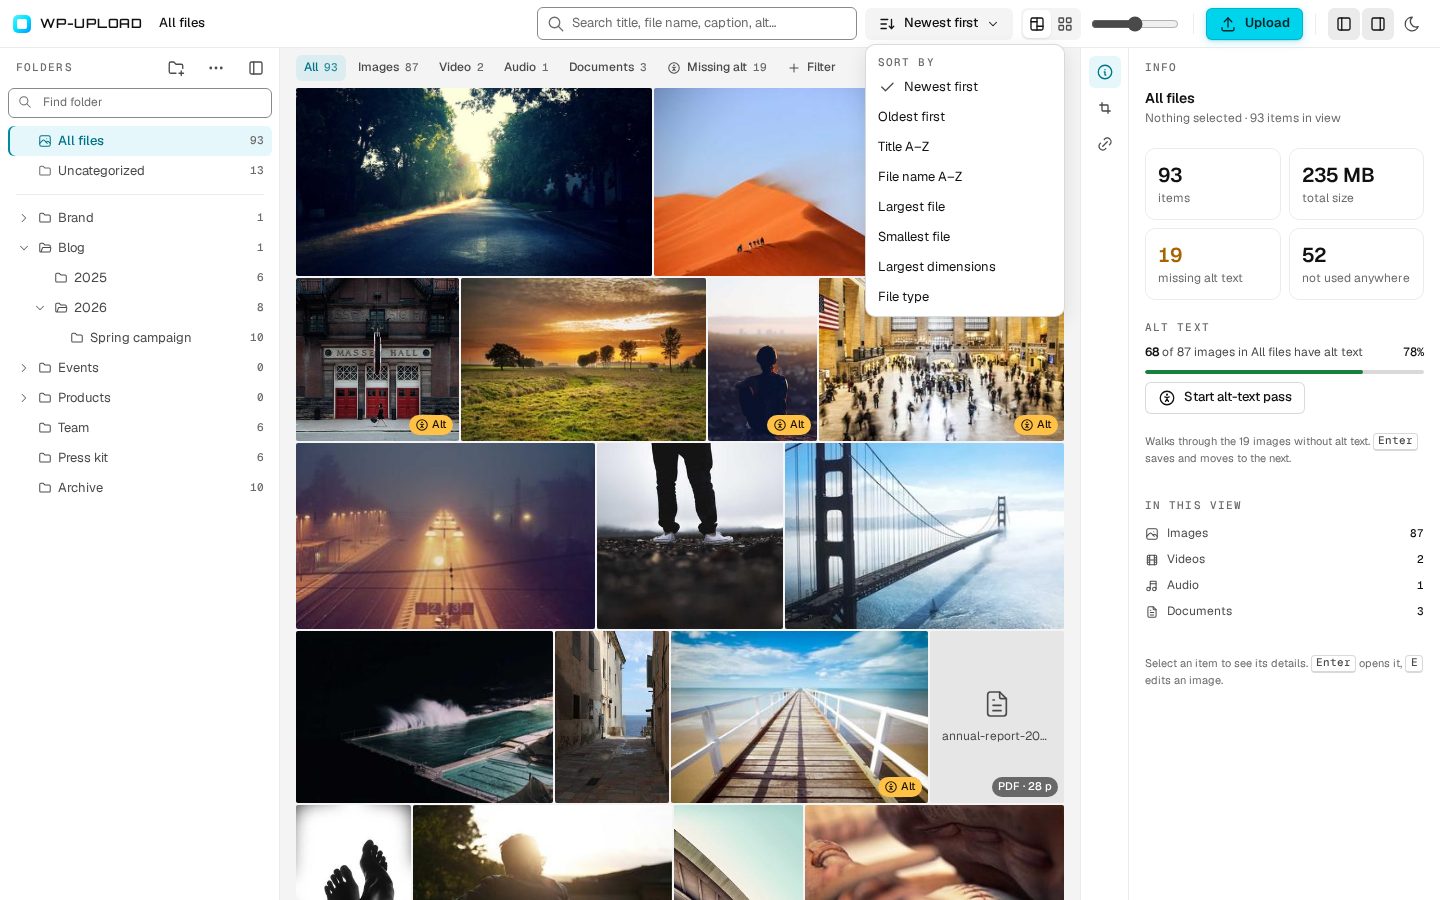 WP-UPLOAD
All files
Search title, file name, caption, alt…
Newest first
Upload
FOLDERS
Find folder
All files 93
Uncategorized 13
Brand 1
Blog 1
2025 6
2026 8
Spring campaign 10
Events 0
Products 0
Team 6
Press kit 6
Archive 10
All 93
Images 87
Video 2
Audio 1
Documents 3
Missing alt 19
Filter
SORT BY
Newest first
Oldest first
Title A–Z
File name A–Z
Largest file
Smallest file
Largest dimensions
File type
MASSEY HALL
Alt
Alt
Alt
Alt
annual-report-20…
PDF · 28 p
INFO
All files
Nothing selected · 93 items in view
93
items
235 MB
total size
19
missing alt text
52
not used anywhere
ALT TEXT
68 of 87 images in All files have alt text 78%
Start alt-text pass
Walks through the 19 images without alt text. Enter
saves and moves to the next.
IN THIS VIEW
Images 87
Videos 2
Audio 1
Documents 3
Select an item to see its details. Enter opens it, E
edits an image.